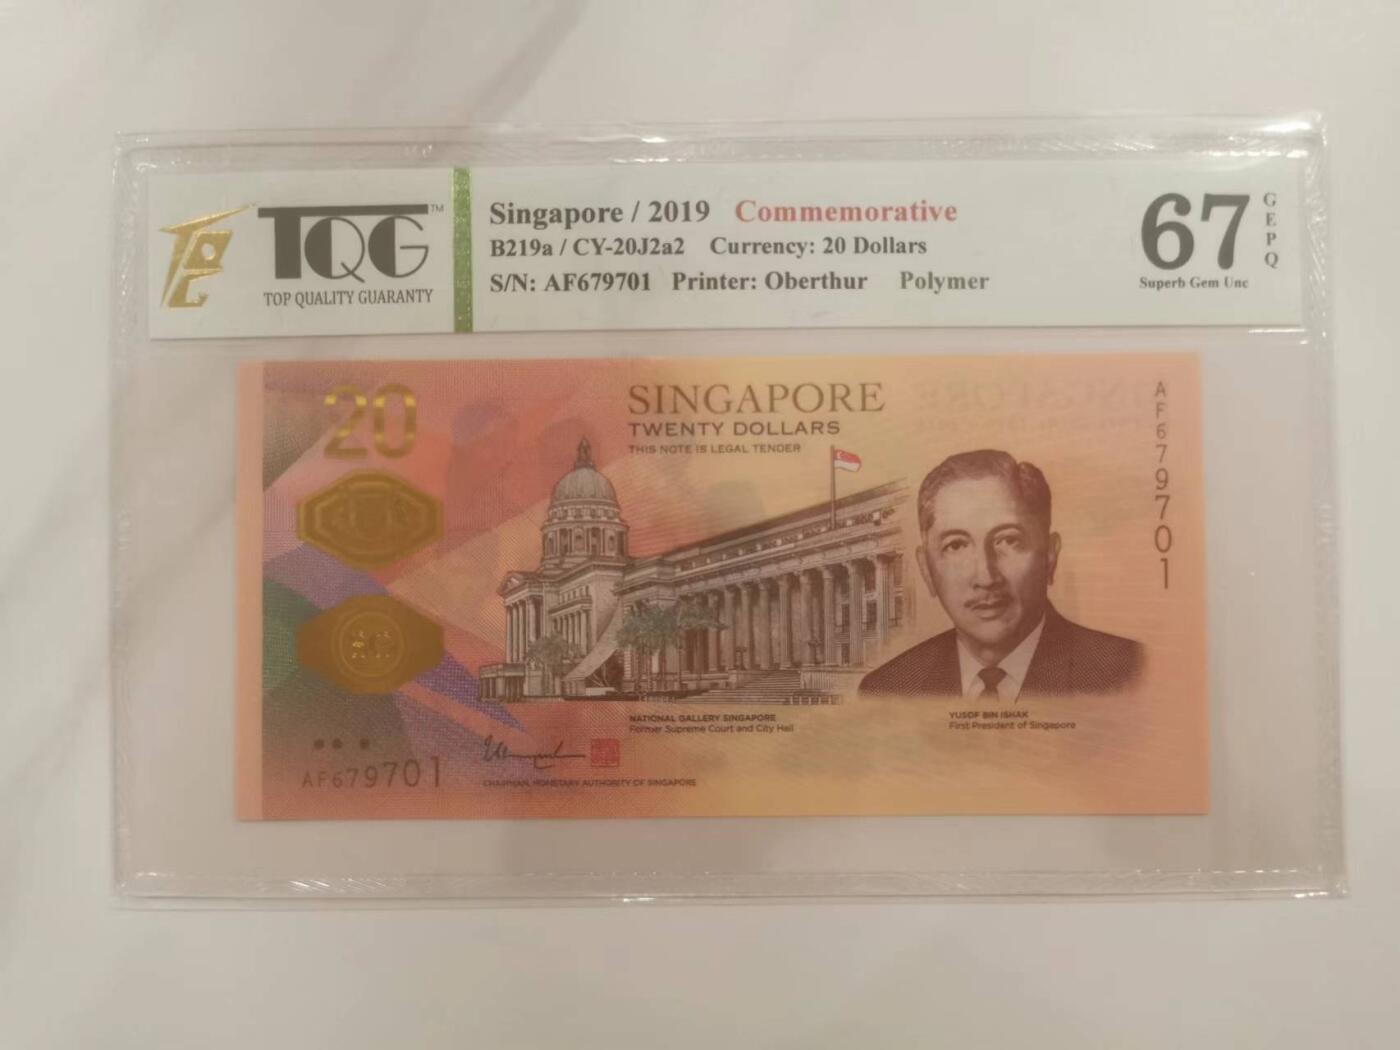 TQG™
TOP QUALITY GUARANTY
Singapore / 2019 Commemorative
B219a / CY-20J2a2 Currency: 20 Dollars
S/N: AF679701 Printer: Oberthur Polymer
67
Superb Gem Unc
GEPQ
20
SINGAPORE
TWENTY DOLLARS
THIS NOTE IS LEGAL TENDER
AF679701
NATIONAL GALLERY SINGAPORE
Former Supreme Court and City Hall
YUSOF BIN ISHAK
First President of Singapore
AF679701
CHAIRMAN, MONETARY AUTHORITY OF SINGAPORE